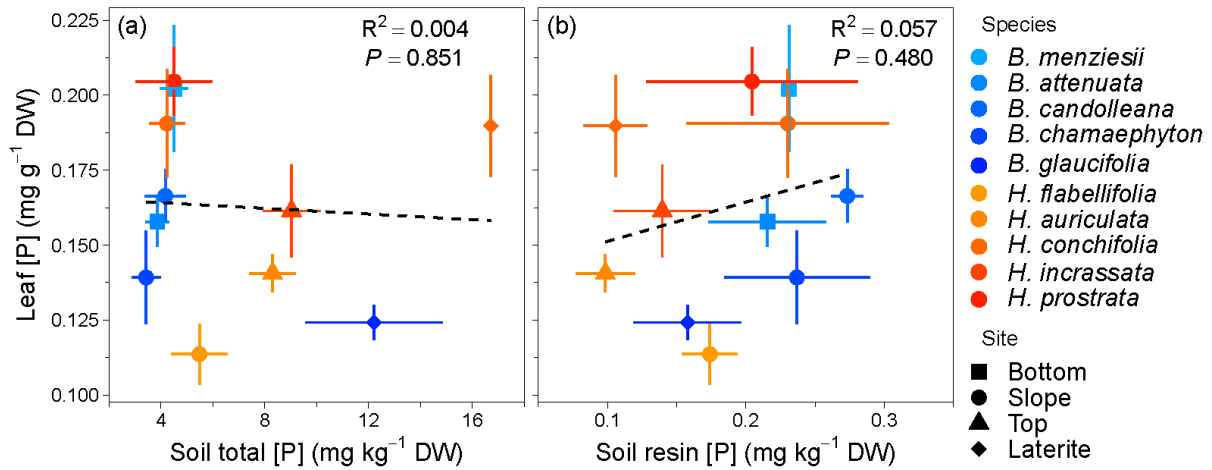 (a)
R² = 0.004
P = 0.851
(b)
R² = 0.057
P = 0.480
0.225
0.200
0.175
0.150
0.125
0.100
Leaf [P] (mg g⁻¹ DW)
4
8
12
16
Soil total [P] (mg kg⁻¹ DW)
0.1
0.2
0.3
Soil resin [P] (mg kg⁻¹ DW)
Species
B. menziesii
B. attenuata
B. candolleana
B. chamaephyton
B. glaucifolia
H. flabellifolia
H. auriculata
H. conchifolia
H. incrassata
H. prostrata
Site
Bottom
Slope
Top
Laterite